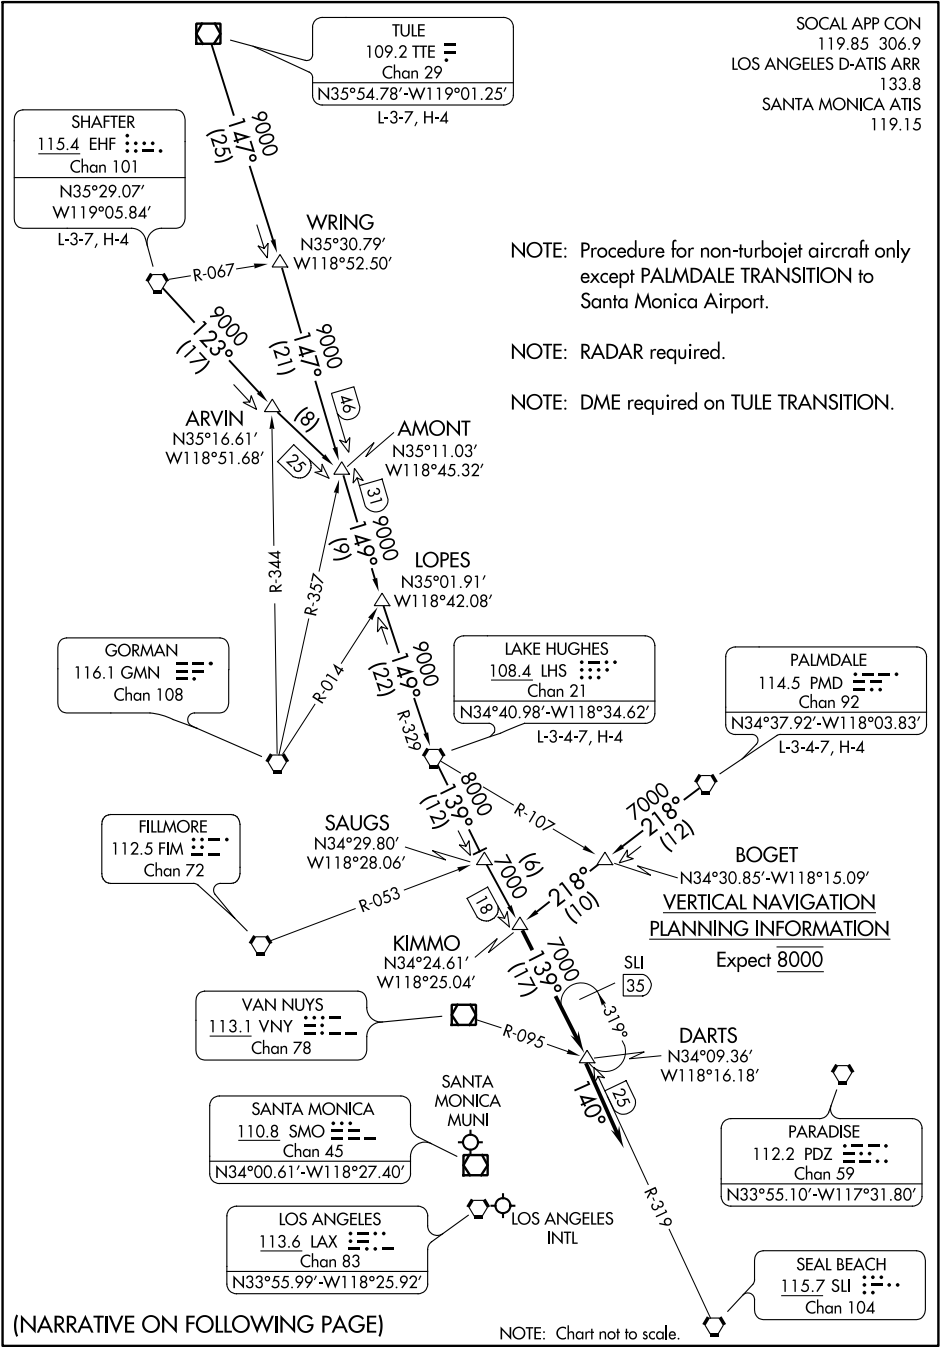 SOCAL APP CON
119.85 306.9
LOS ANGELES D-ATIS ARR
133.8
SANTA MONICA ATIS
119.15
TULE
109.2 TTE
Chan 29
N35°54.78’-W119°01.25’
L-3-7, H-4
SHAFTER
115.4 EHF
Chan 101
N35°29.07’
W119°05.84’
L-3-7, H-4
9000
147°
(25)
WRING
N35°30.79’
W118°52.50’
R-067
NOTE: Procedure for non-turbojet aircraft only
except PALMDALE TRANSITION to
Santa Monica Airport.
NOTE: RADAR required.
NOTE: DME required on TULE TRANSITION.
9000
123°
(17)
9000
147°
(21)
46
ARVIN
N35°16.61’
W118°51.68’
(8)
25
AMONT
N35°11.03’
W118°45.32’
31
9000
149°
(9)
R-344
R-357
R-014
LOPES
N35°01.91’
W118°42.08’
GORMAN
116.1 GMN
Chan 108
9000
149°
(22)
R-329
LAKE HUGHES
108.4 LHS
Chan 21
N34°40.98’-W118°34.62’
L-3-4-7, H-4
PALMDALE
114.5 PMD
Chan 92
N34°37.92’-W118°03.83’
L-3-4-7, H-4
8000
139°
(12)
R-107
7000
218°
(12)
FILLMORE
112.5 FIM
Chan 72
SAUGS
N34°29.80’
W118°28.06’
R-053
(6)
7000
18
218°
(10)
BOGET
N34°30.85’-W118°15.09’
VERTICAL NAVIGATION
PLANNING INFORMATION
Expect 8000
KIMMO
N34°24.61’
W118°25.04’
7000
139°
(17)
SLI
35
319°
VAN NUYS
113.1 VNY
Chan 78
R-095
DARTS
N34°09.36’
W118°16.18’
25
140°
SANTA
MONICA
MUNI
SANTA MONICA
110.8 SMO
Chan 45
N34°00.61’-W118°27.40’
PARADISE
112.2 PDZ
Chan 59
N33°55.10’-W117°31.80’
R-319
LOS ANGELES
113.6 LAX
Chan 83
N33°55.99’-W118°25.92’
LOS ANGELES
INTL
SEAL BEACH
115.7 SLI
Chan 104
(NARRATIVE ON FOLLOWING PAGE)
NOTE: Chart not to scale.